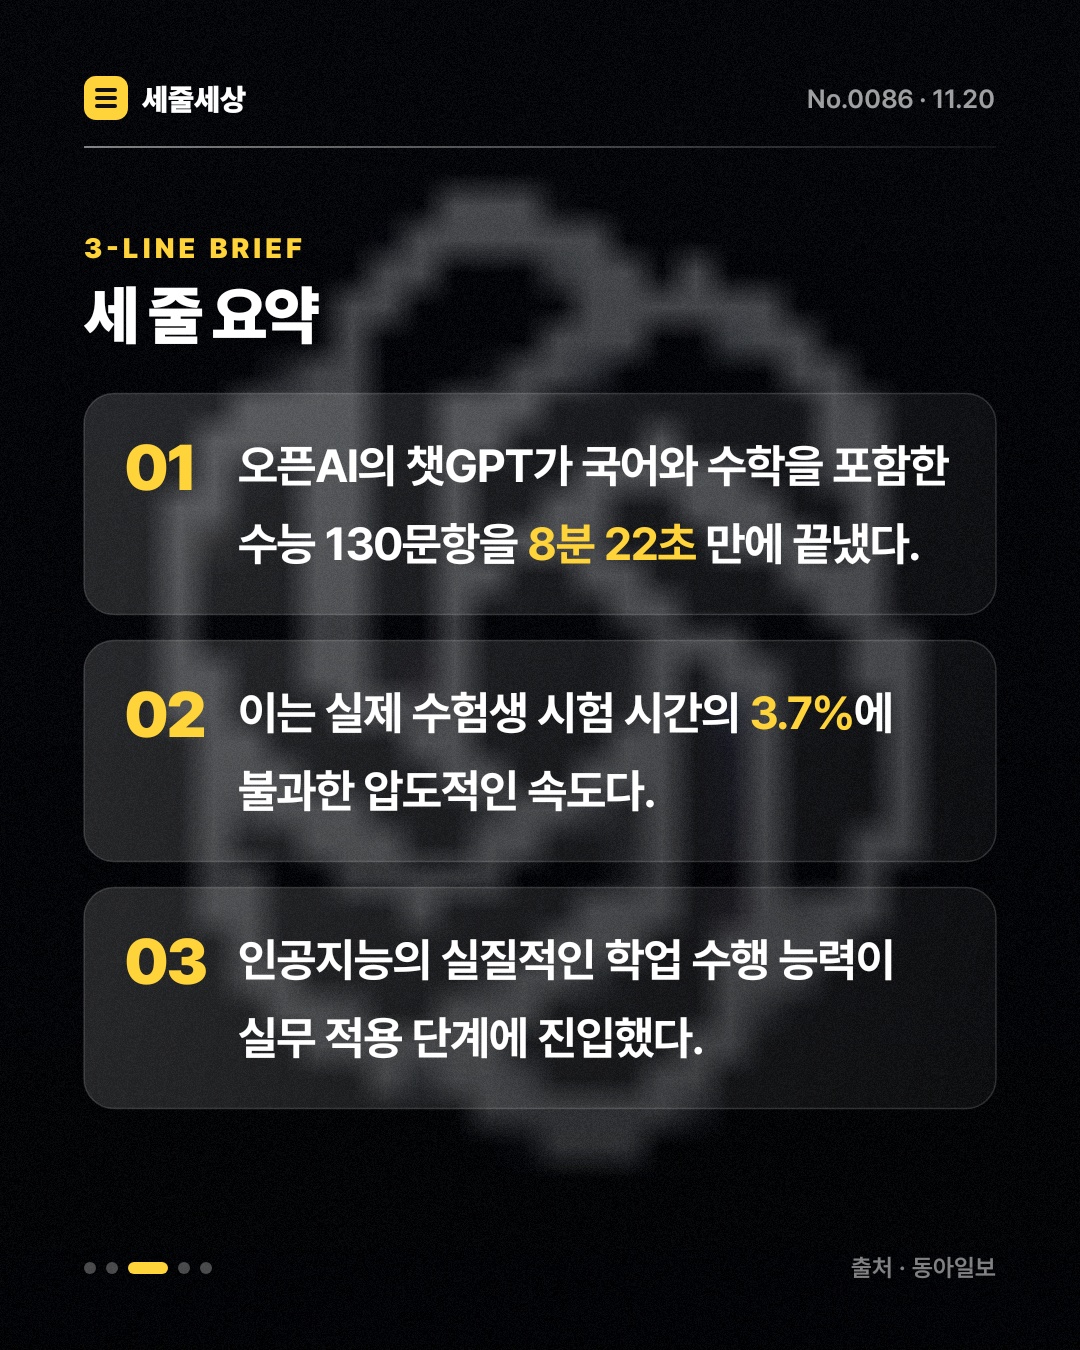 세줄세상
No.0086 · 11.20
3-LINE BRIEF
세 줄 요약
01
오픈AI의 챗GPT가 국어와 수학을 포함한
수능 130문항을 8분 22초 만에 끝냈다.
02
이는 실제 수험생 시험 시간의 3.7%에
불과한 압도적인 속도다.
03
인공지능의 실질적인 학업 수행 능력이
실무 적용 단계에 진입했다.
출처 · 동아일보